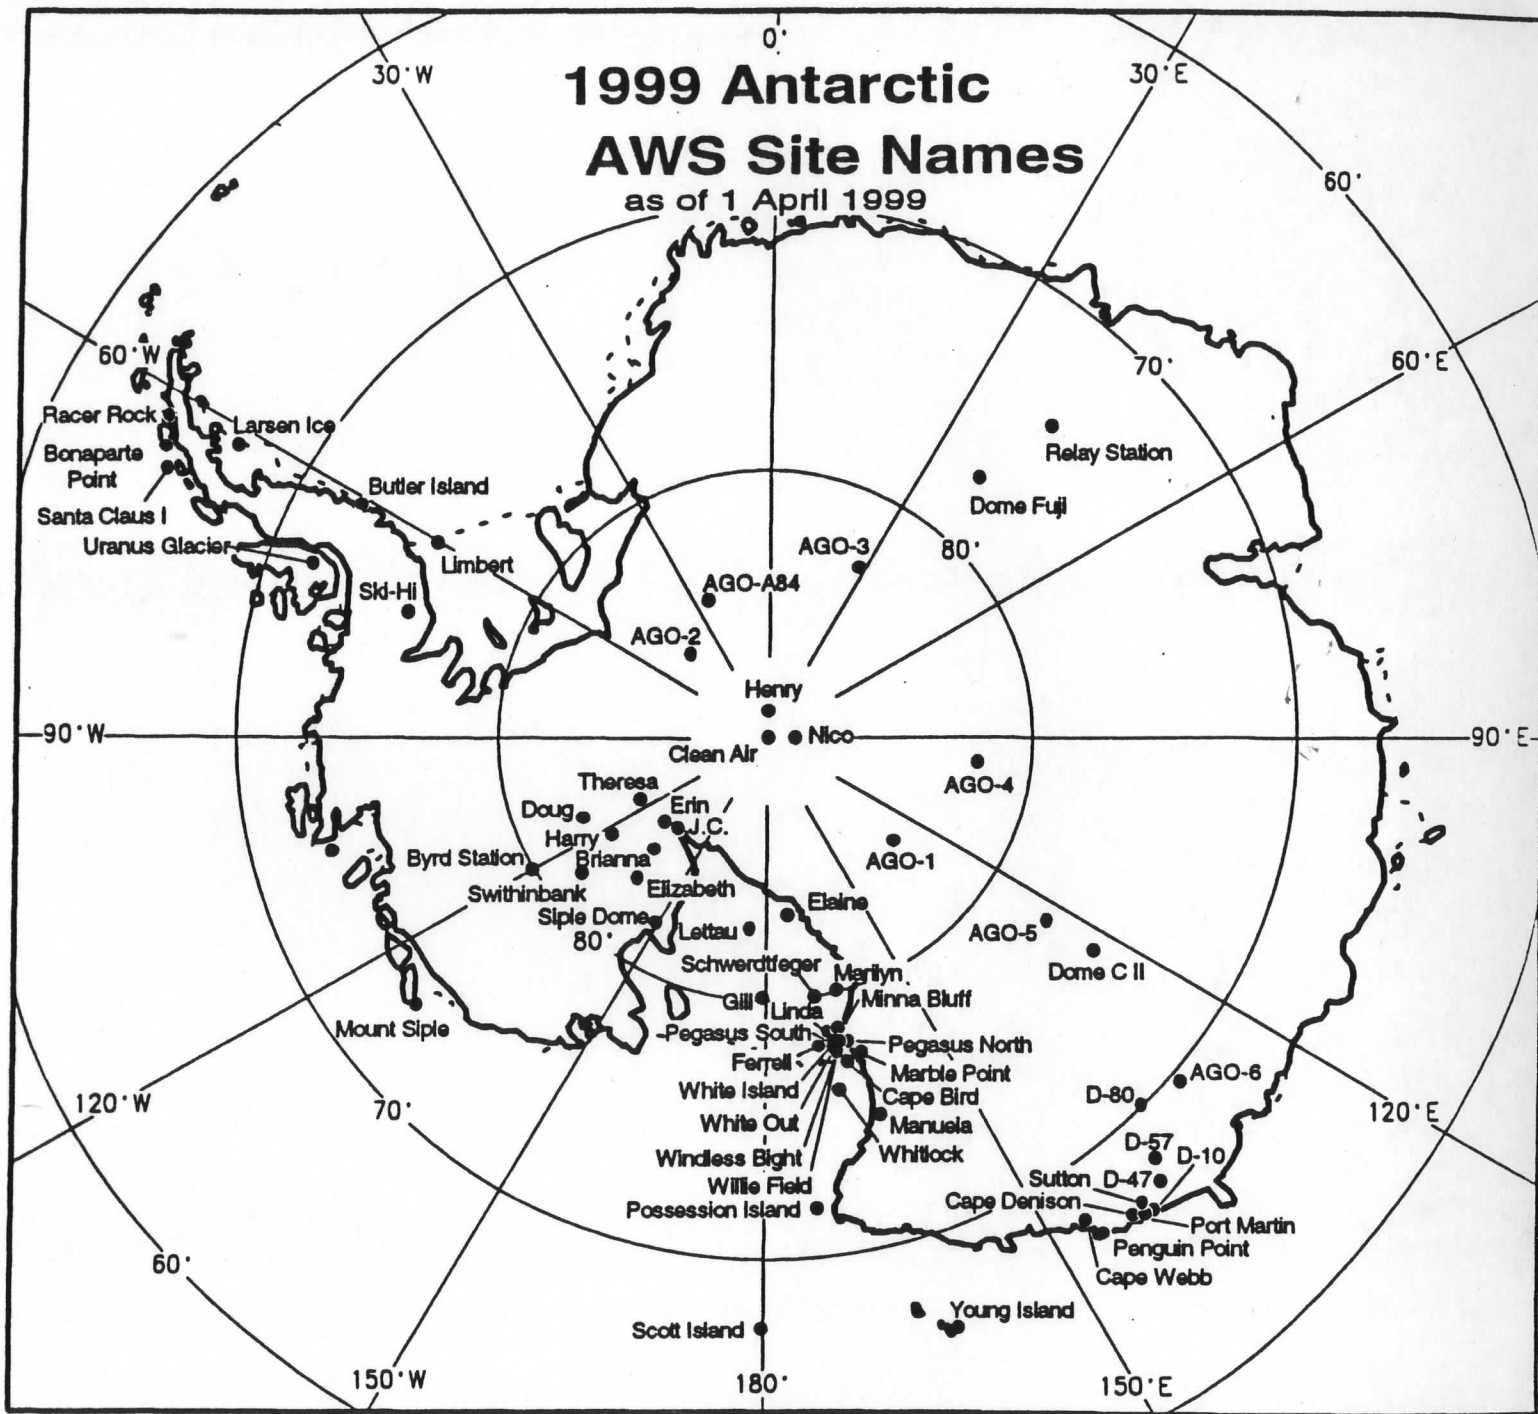 0°
30°W
30°E
1999 Antarctic
AWS Site Names
as of 1 April 1999
60°
60°W
60°E
70°
Racer Rock
Larsen Ice
Bonaparte
Point
Relay Station
Butler Island
Dome Fuji
Santa Claus I
Uranus Glacier
AGO-3
80°
Limbert
Ski-Hi
AGO-A84
AGO-2
Henry
90°W
Nico
90°E
Clean Air
Theresa
AGO-4
Doug
Erin
J.C.
Harry
Byrd Station
Brianna
AGO-1
Swithinbank
Elizabeth
Elaine
Siple Dome
Lettau
AGO-5
80°
Schwerdtfeger
Marilyn
Dome C II
Gill
Minna Bluff
Linda
Mount Siple
Pegasus South
Pegasus North
Ferrell
Marble Point
AGO-6
White Island
Cape Bird
D-80
120°W
70°
120°E
White Out
Manuela
D-57
Windless Bight
Whitlock
D-10
Sutton
D-47
Willie Field
Cape Denison
Possession Island
Port Martin
Penguin Point
60°
Cape Webb
Young Island
Scott Island
150°W
180°
150°E